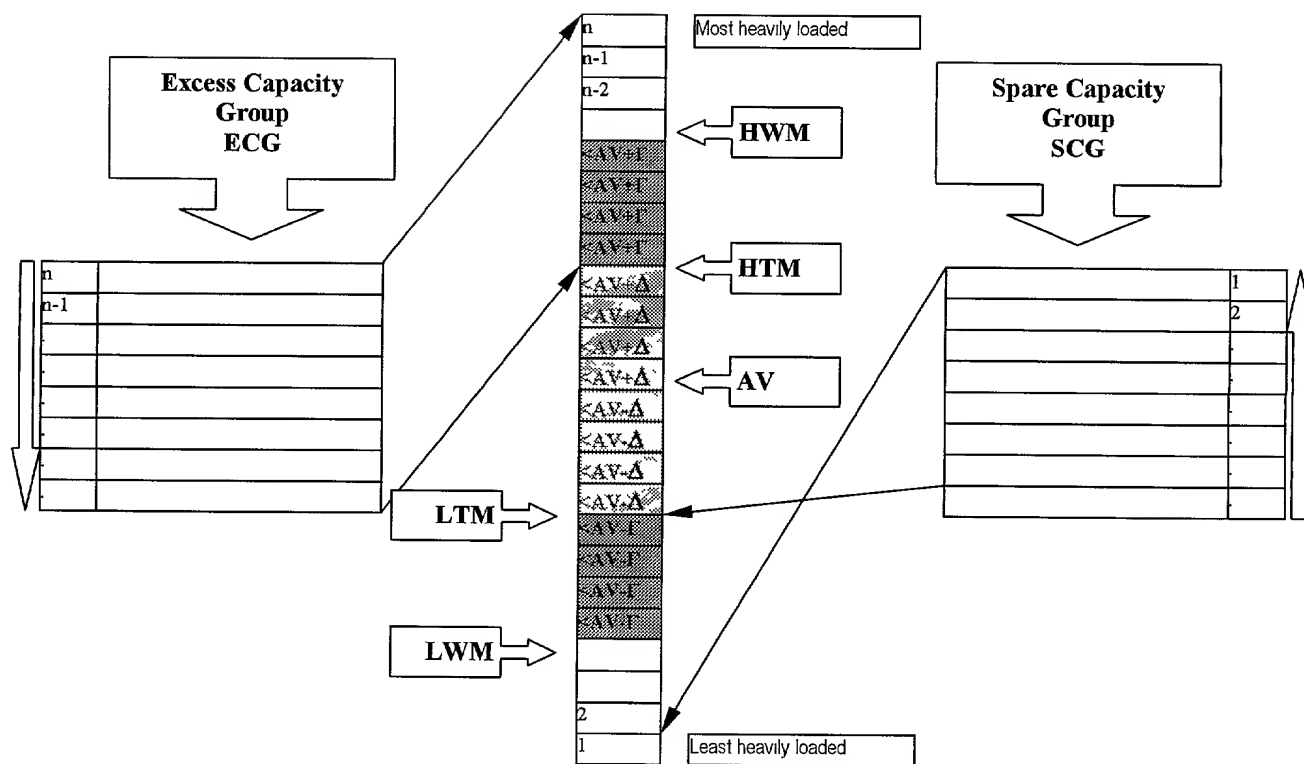 n
Most heavily loaded
n-1
n-2
Excess Capacity
Group
ECG
Spare Capacity
Group
SCG
HWM
<AV+Γ
<AV+Γ
<AV+Γ
<AV+Γ
HTM
<AV+Δ
<AV+Δ
<AV+Δ
<AV+Δ
AV
<AV-Δ
<AV-Δ
<AV-Δ
<AV-Δ
LTM
<AV-Γ
<AV-Γ
<AV-Γ
<AV-Γ
LWM
2
1
Least heavily loaded
n
n-1
.
.
.
.
.
.
1
2
.
.
.
.
.
.